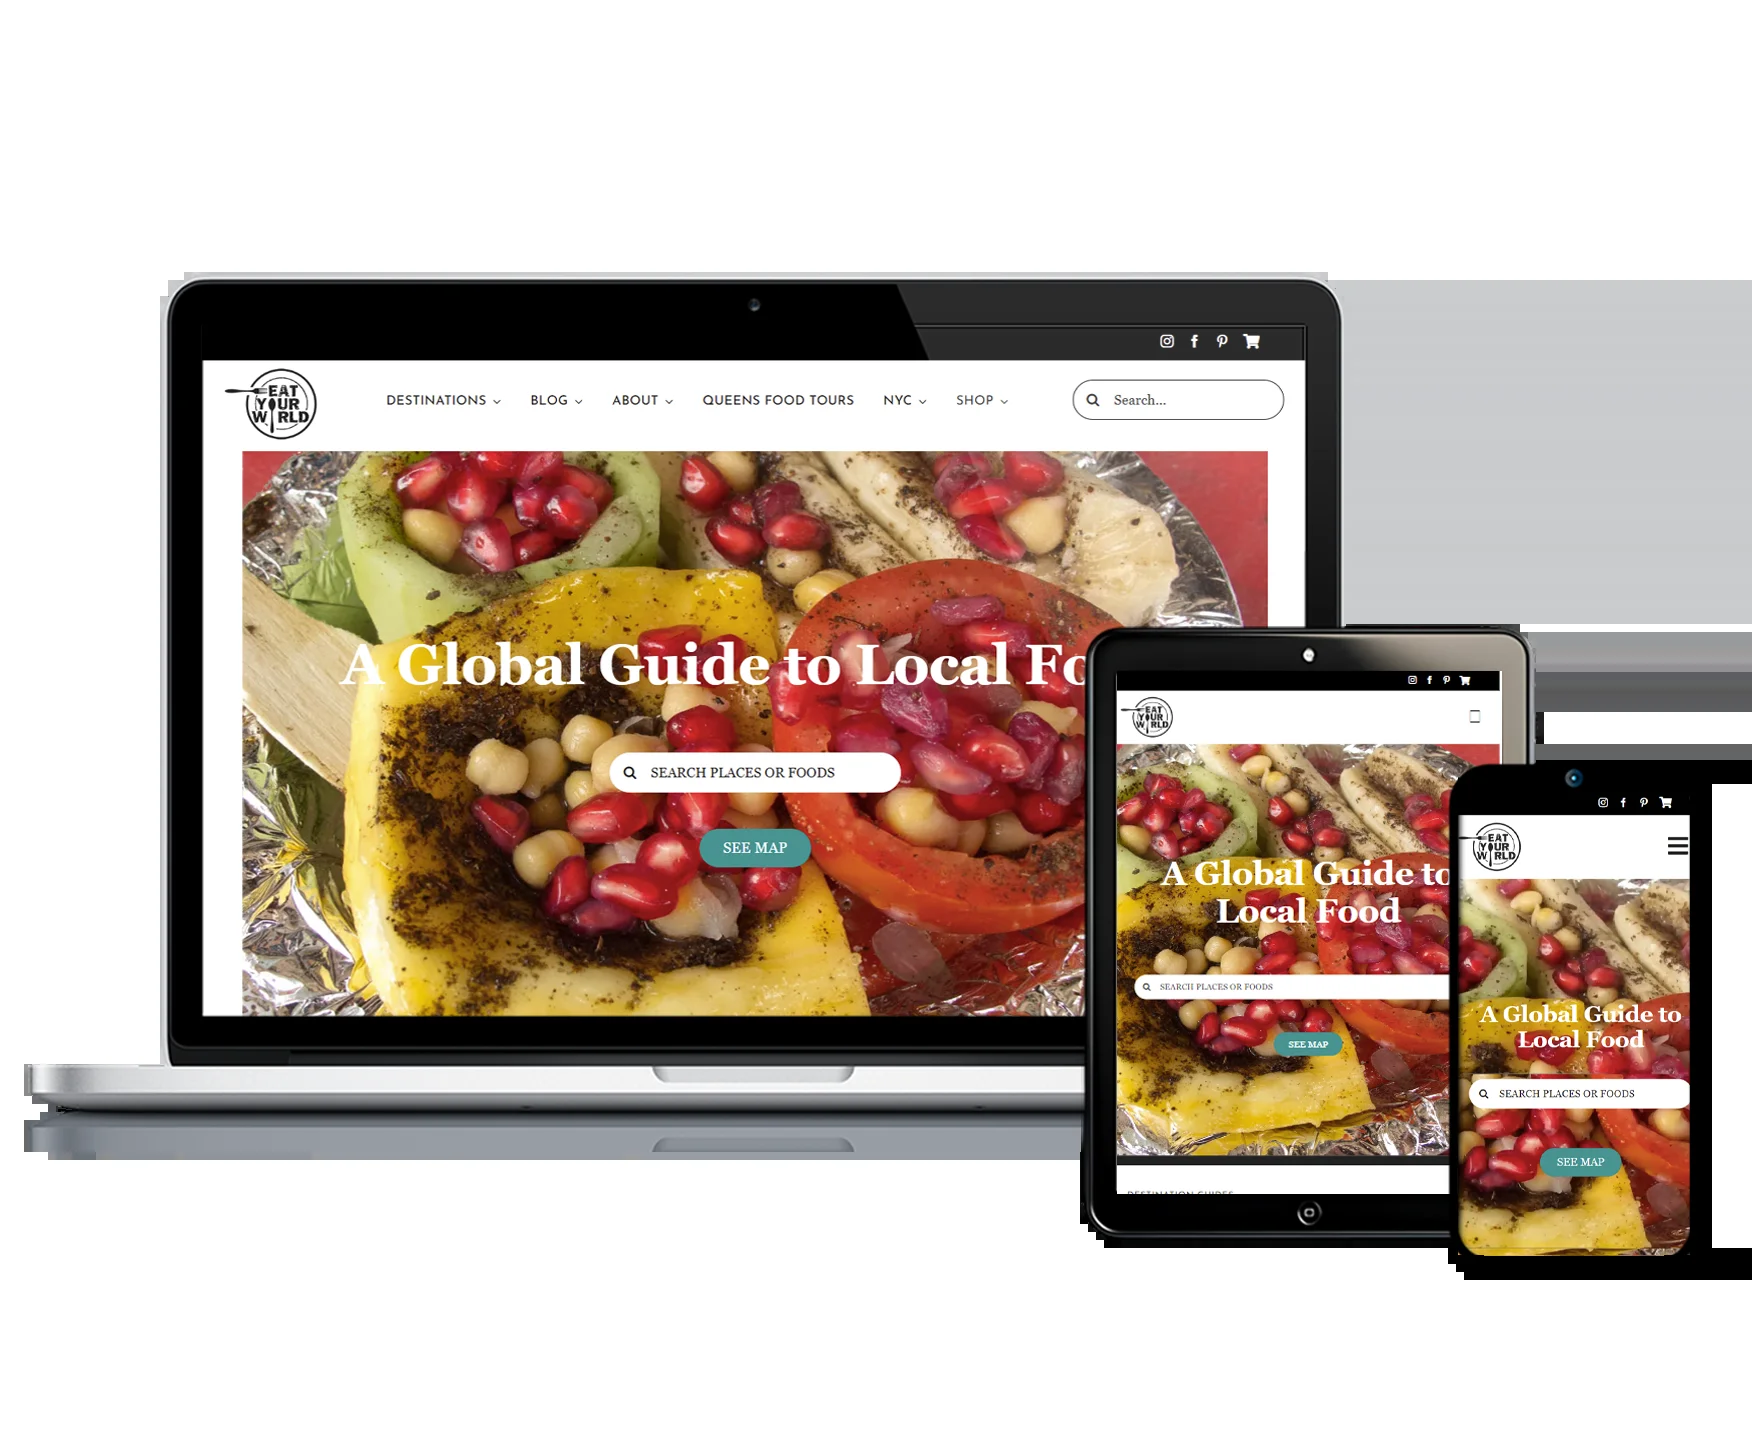 EAT
YOUR
WORLD
DESTINATIONS
BLOG
ABOUT
QUEENS FOOD TOURS
NYC
SHOP
Search...
A Global Guide to Local Fo
SEARCH PLACES OR FOODS
SEE MAP
EAT
YOUR
WORLD
A Global Guide to
Local Food
SEARCH PLACES OR FOODS
SEE MAP
DESTINATION GUIDES
EAT
YOUR
WORLD
A Global Guide to
Local Food
SEARCH PLACES OR FOODS
SEE MAP